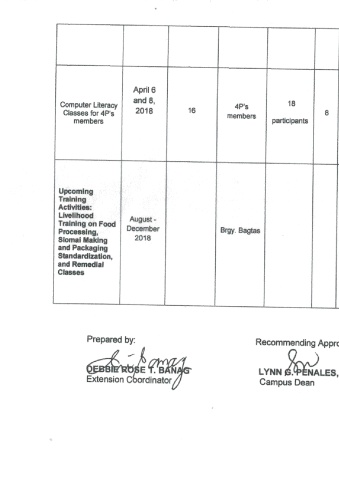 Computer Literacy
Classes for 4P's
members
April 6
and 8,
2018
16
4P's
members
18
participants
6
Upcoming
Training
Activities:
Livelihood
Training on Food
Processing,
Siomai Making
and Packaging
Standardization,
and Remedial
Classes
August -
December
2018
Brgy. Bagtas
Prepared by:
DEBBIE ROSE T. BANAG
Extension Coordinator
Recommending Appro
LYNN G. PENALES,
Campus Dean